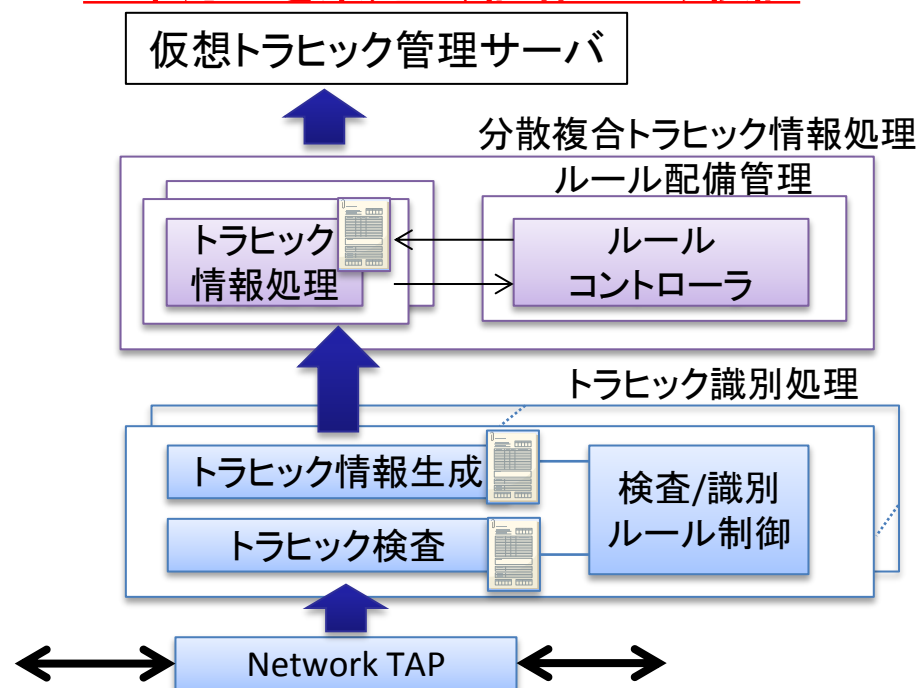 仮想トラヒック管理サーバ
分散複合トラヒック情報処理
ルール配備管理
トラヒック
情報処理
ルール
コントローラ
トラヒック識別処理
トラヒック情報生成
トラヒック検査
検査/識別
ルール制御
Network TAP